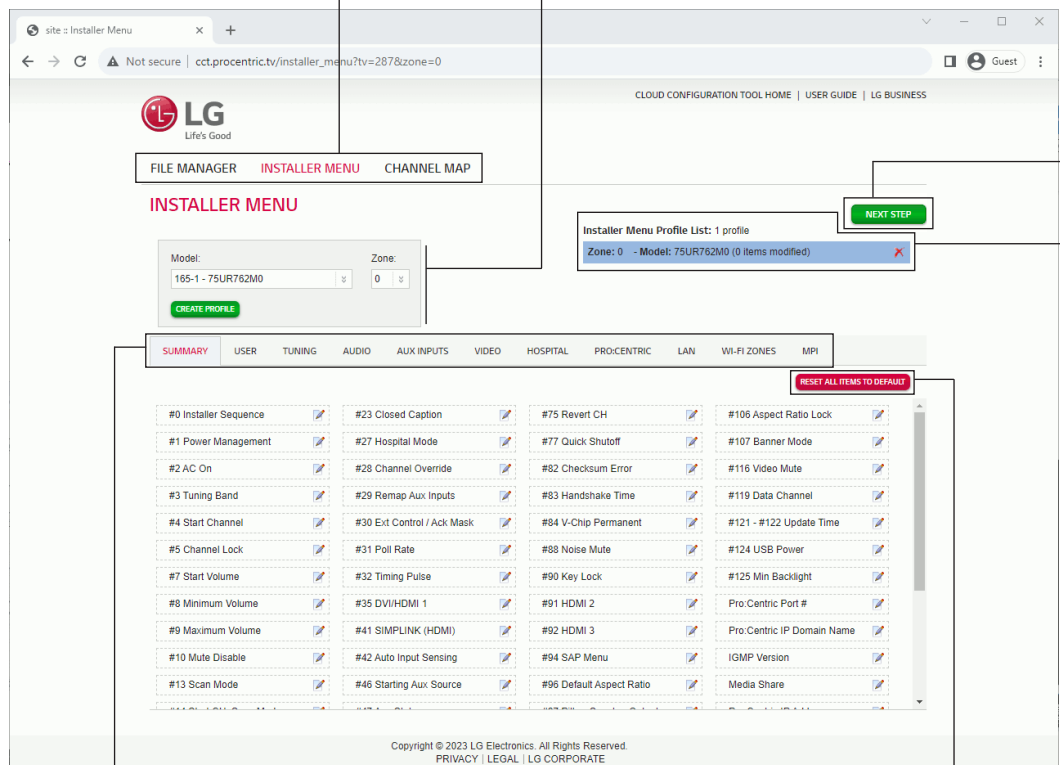 site :: Installer Menu
Not secure | cct.procentric.tv/installer_menu?tv=287&zone=0
Guest
CLOUD CONFIGURATION TOOL HOME | USER GUIDE | LG BUSINESS
LG
Life's Good
FILE MANAGER INSTALLER MENU CHANNEL MAP
INSTALLER MENU
NEXT STEP
Installer Menu Profile List: 1 profile
Zone: 0 - Model: 75UR762M0 (0 items modified)
Model: Zone:
165-1 - 75UR762M0 0
CREATE PROFILE
SUMMARY USER TUNING AUDIO AUX INPUTS VIDEO HOSPITAL PRO:CENTRIC LAN WI-FI ZONES MPI
RESET ALL ITEMS TO DEFAULT
#0 Installer Sequence #23 Closed Caption #75 Revert CH #106 Aspect Ratio Lock
#1 Power Management #27 Hospital Mode #77 Quick Shutoff #107 Banner Mode
#2 AC On #28 Channel Override #82 Checksum Error #116 Video Mute
#3 Tuning Band #29 Remap Aux Inputs #83 Handshake Time #119 Data Channel
#4 Start Channel #30 Ext Control / Ack Mask #84 V-Chip Permanent #121 - #122 Update Time
#5 Channel Lock #31 Poll Rate #88 Noise Mute #124 USB Power
#7 Start Volume #32 Timing Pulse #90 Key Lock #125 Min Backlight
#8 Minimum Volume #35 DVI/HDMI 1 #91 HDMI 2 Pro:Centric Port #
#9 Maximum Volume #41 SIMPLINK (HDMI) #92 HDMI 3 Pro:Centric IP Domain Name
#10 Mute Disable #42 Auto Input Sensing #94 SAP Menu IGMP Version
#13 Scan Mode #46 Starting Aux Source #96 Default Aspect Ratio Media Share
Copyright © 2023 LG Electronics. All Rights Reserved.
PRIVACY | LEGAL | LG CORPORATE